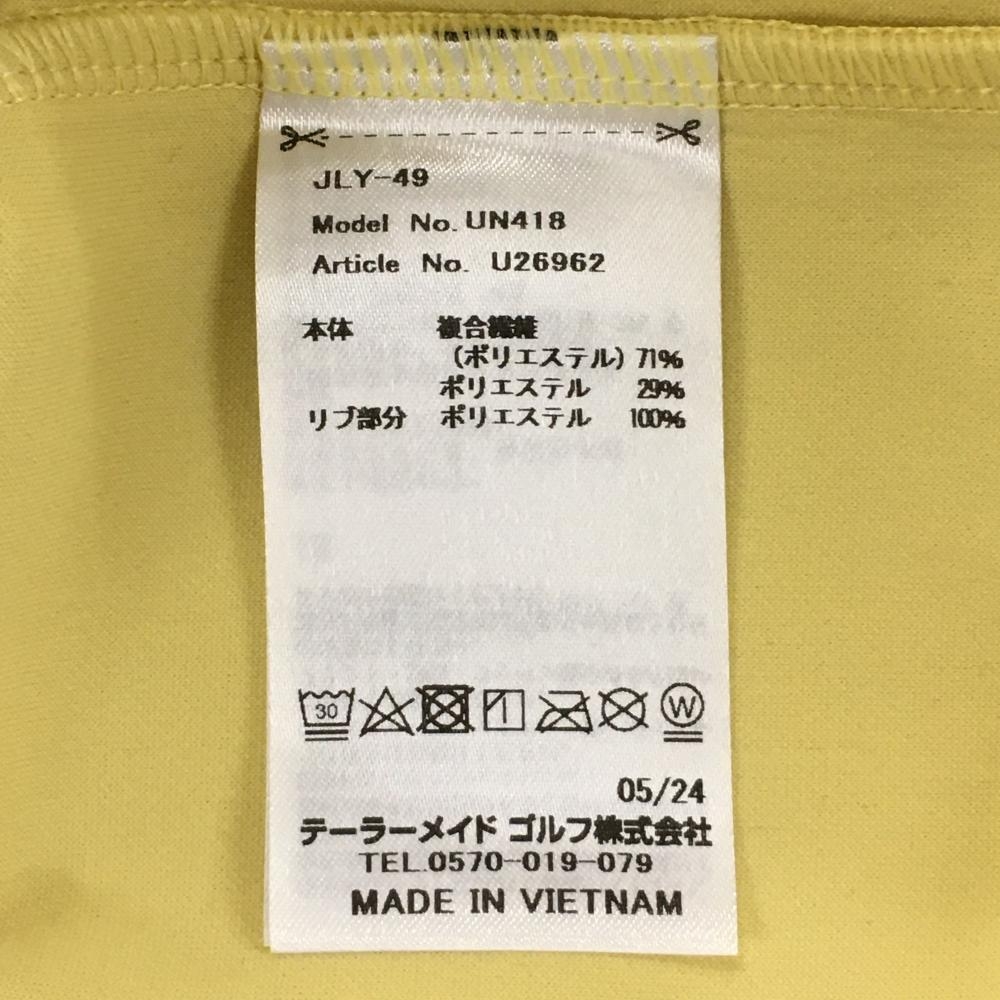 JLY-49
Model No. UN418
Article No. U26962
本体 複合繊維
(ポリエステル) 71%
ポリエステル 29%
リブ部分 ポリエステル 100%
30 W
05/24
テーラーメイド ゴルフ株式会社
TEL.0570-019-079
MADE IN VIETNAM